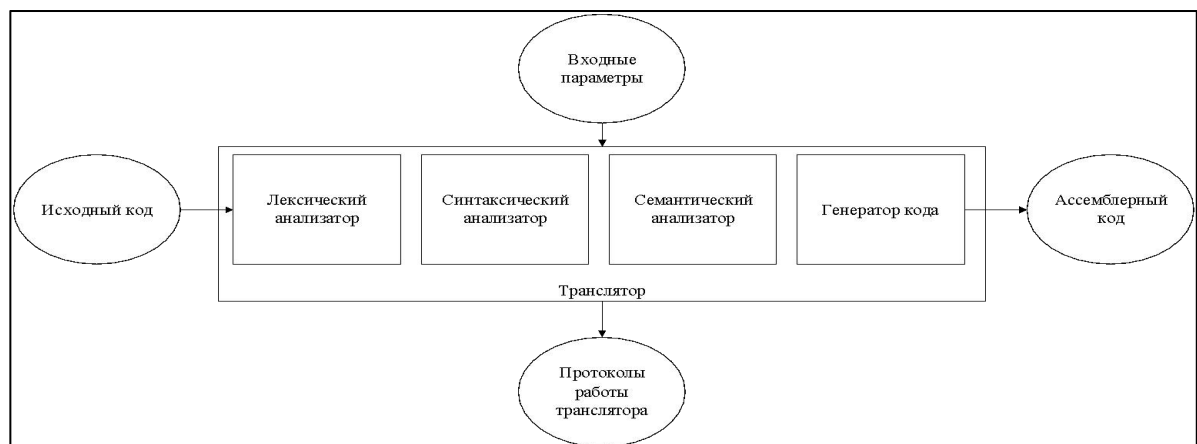 Входные
параметры
Исходный код
Лексический
анализатор
Синтаксический
анализатор
Семантический
анализатор
Генератор кода
Ассемблерный
код
Транслятор
Протоколы
работы
транслятора